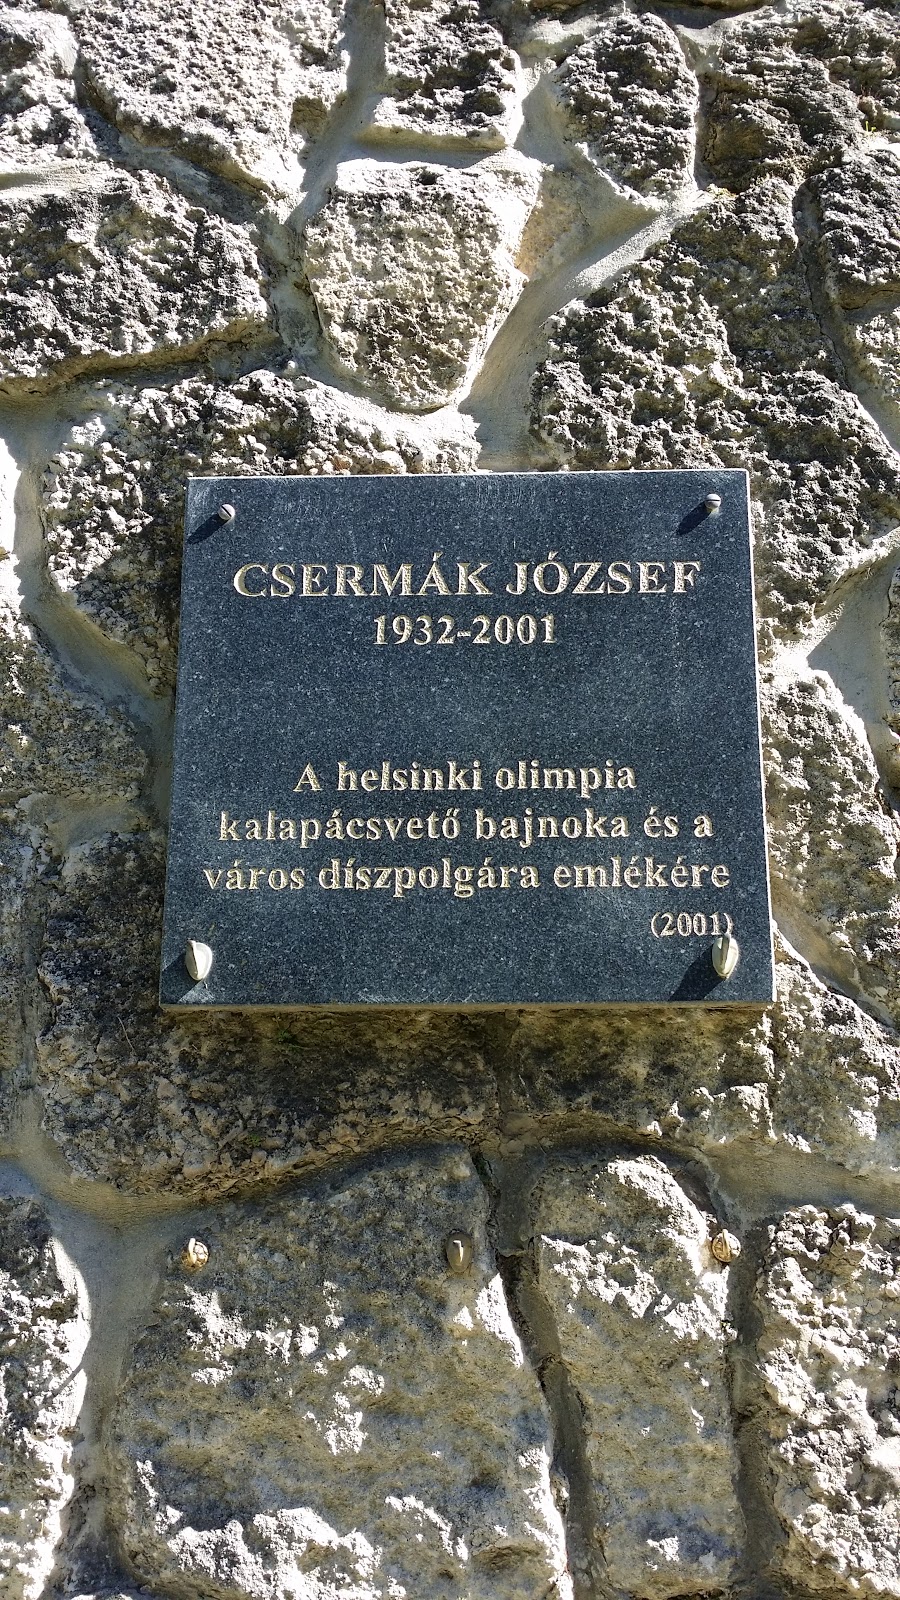 CSERMÁK JÓZSEF
1932-2001
A helsinki olimpia
kalapácsvető bajnoka és a
város díszpolgára emlékére
(2001)